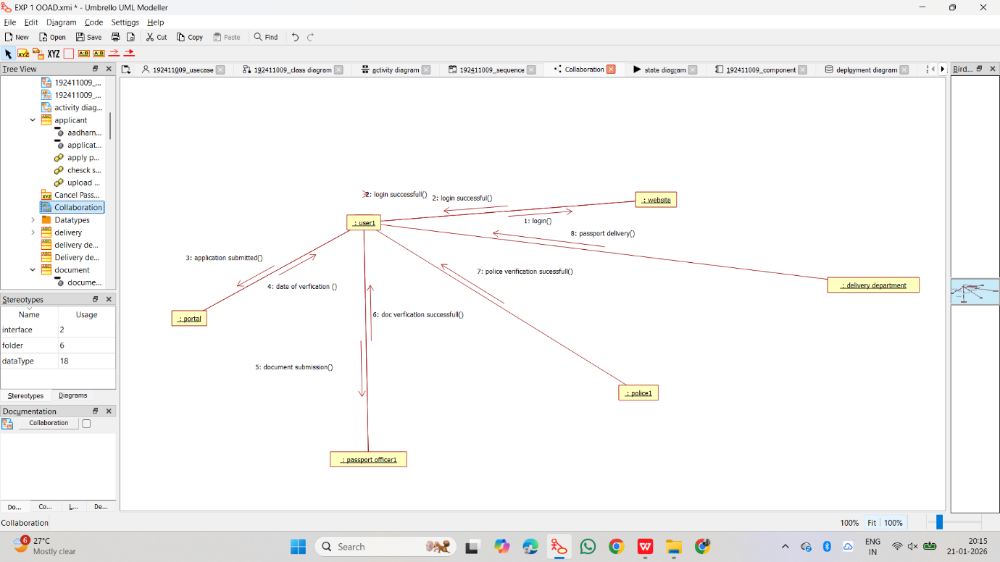 EXP 1 OOAD.xmi * - Umbrello UML Modeller
File Edit Diagram Code Settings Help
New Open Save Cut Copy Paste Find
XYZ XYZ A:B A:B
Tree View
192411009_usecase 192411009_class diagram activity diagram 192411009_sequence Collaboration state diagram 192411009_component deployment diagram
Bird...
192411009_...
192411009_...
activity diag...
applicant
aadharn...
applicat...
apply p...
chesck s...
upload ...
Cancel Pass...
Collaboration
Datatypes
delivery
delivery de...
Delivery de...
document
docume...
Stereotypes
Name Usage
interface 2
folder 6
dataType 18
Stereotypes Diagrams
Documentation
Collaboration
Do... Co... L... De...
2: login successfull()
2: login successful()
: website
: user1
1: login()
8: passport delivery()
3: application submitted()
7: police verification sucessfull()
4: date of verfication ()
: delivery department
: portal
6: doc verfication successfull()
5: document submission()
: police1
: passport officer1
Collaboration
100% Fit 100%
6
27°C
Mostly clear
Search
ENG
IN
20:15
21-01-2026